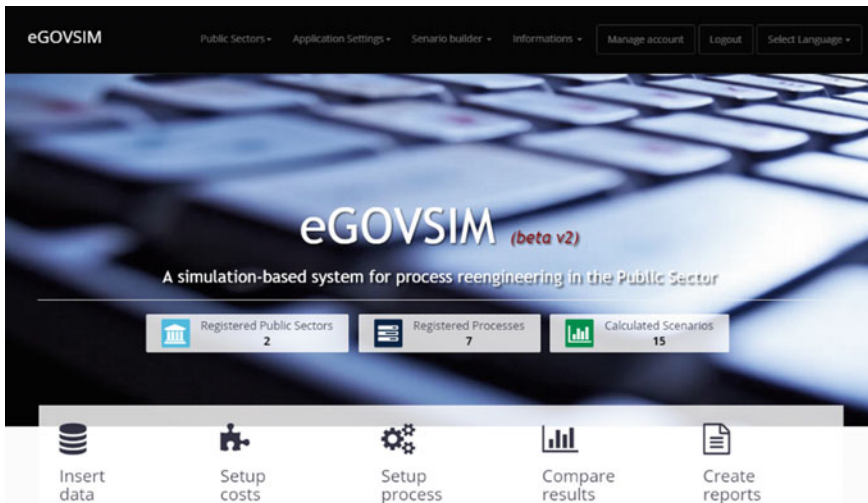 eGOVSIM Public Sectors Application Settings Senario builder Informations Manage account Logout Select Language
eGOVSIM (beta v2)
A simulation-based system for process reengineering in the Public Sector
Registered Public Sectors
2
Registered Processes
7
Calculated Scenarios
15
Insert
data
Setup
costs
Setup
process
Compare
results
Create
reports